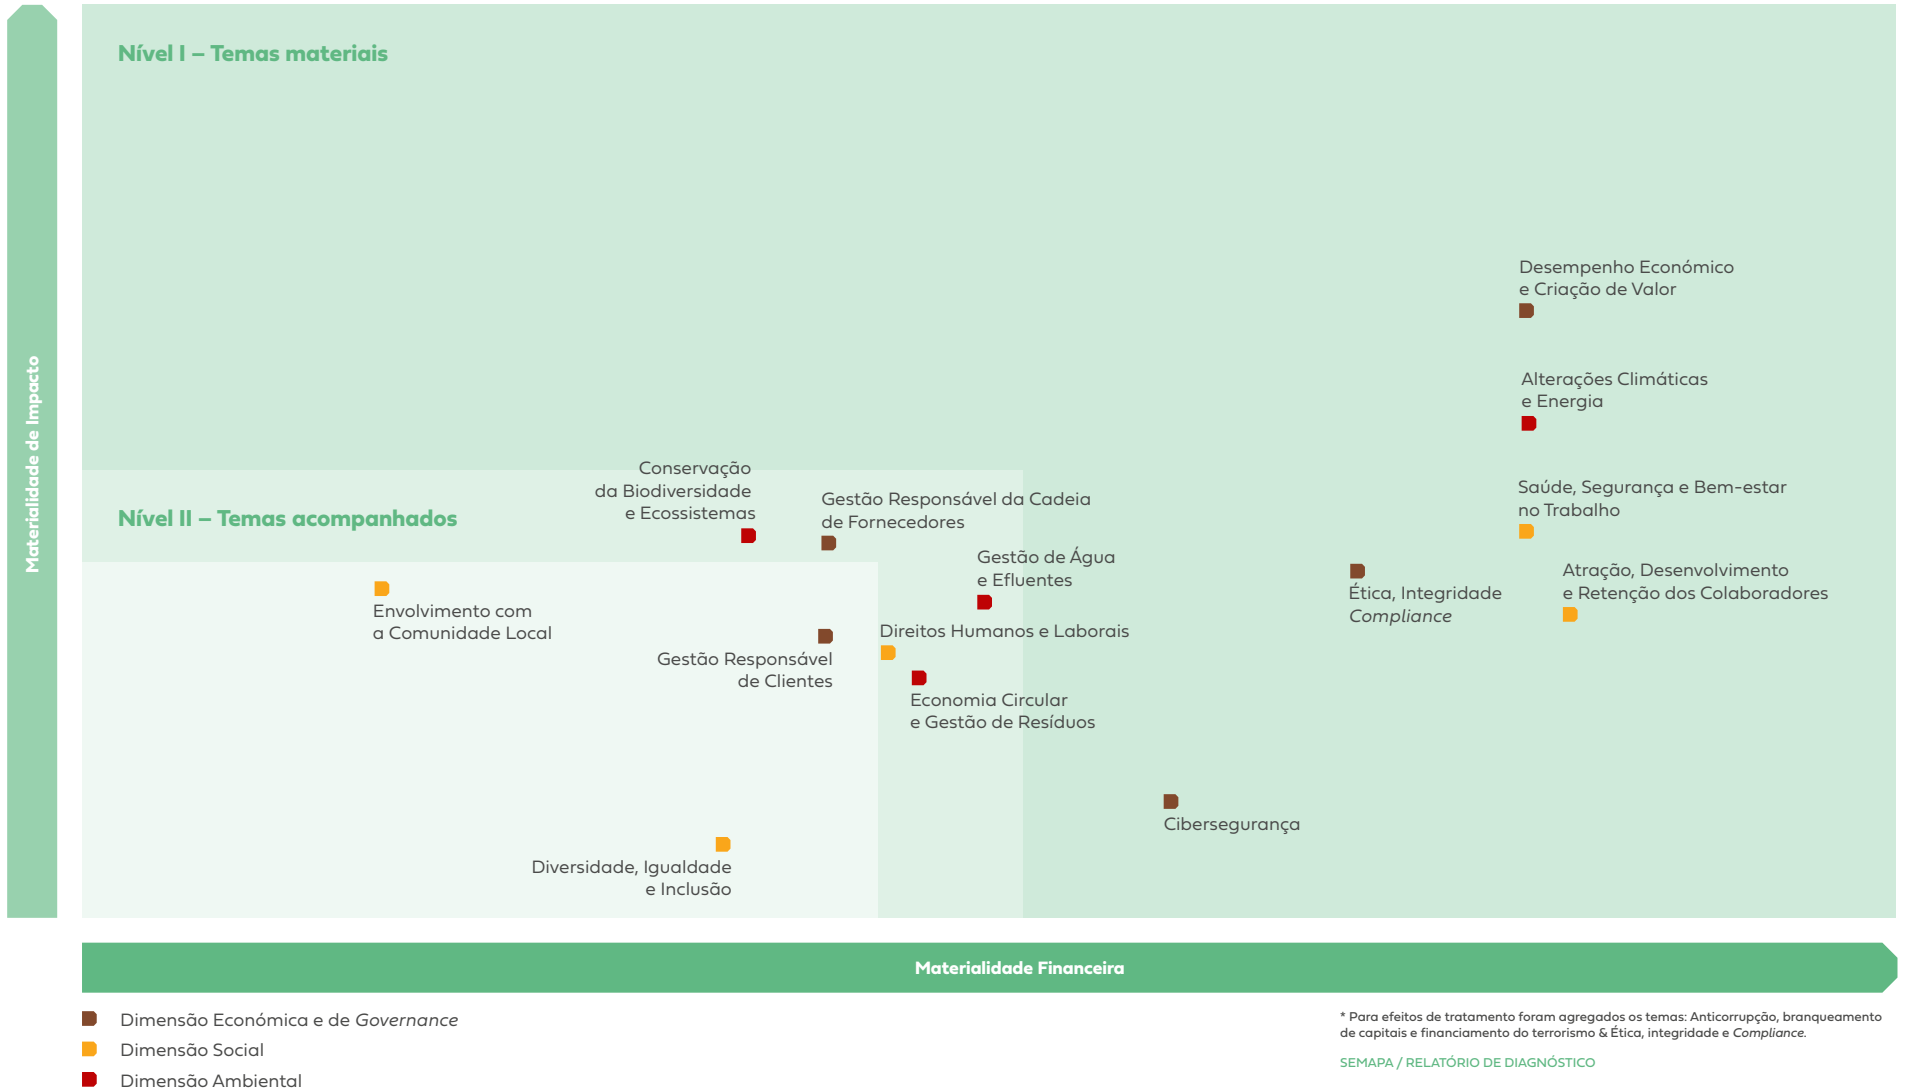 Materialidade de Impacto
Nível I – Temas materiais
Desempenho Económico
e Criação de Valor
Alterações Climáticas
e Energia
Saúde, Segurança e Bem-estar
no Trabalho
Atração, Desenvolvimento
e Retenção dos Colaboradores
Ética, Integridade
Compliance
Cibersegurança
Nível II – Temas acompanhados
Conservação
da Biodiversidade
e Ecossistemas
Gestão Responsável da Cadeia
de Fornecedores
Gestão de Água
e Efluentes
Direitos Humanos e Laborais
Economia Circular
e Gestão de Resíduos
Envolvimento com
a Comunidade Local
Gestão Responsável
de Clientes
Diversidade, Igualdade
e Inclusão
Materialidade Financeira
Dimensão Económica e de Governance
Dimensão Social
Dimensão Ambiental
* Para efeitos de tratamento foram agregados os temas: Anticorrupção, branqueamento
de capitais e financiamento do terrorismo & Ética, integridade e Compliance.
SEMAPA / RELATÓRIO DE DIAGNÓSTICO